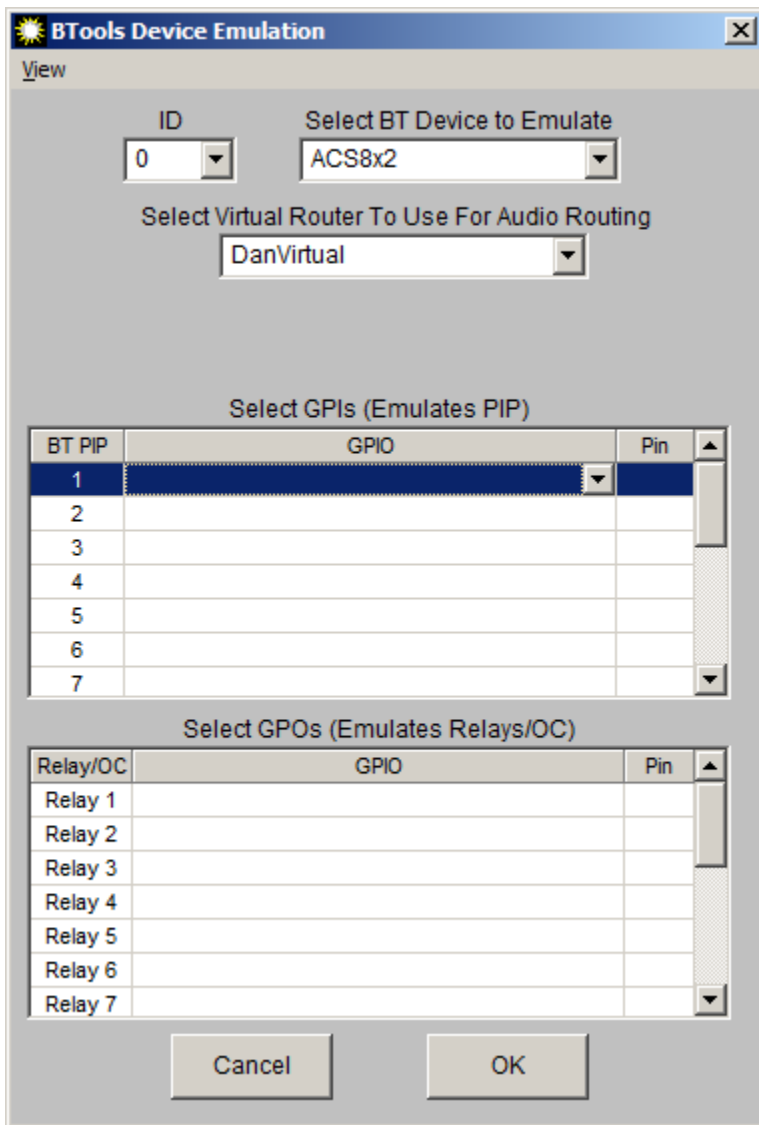 BTools Device Emulation
View
ID Select BT Device to Emulate
0 ACS8x2
Select Virtual Router To Use For Audio Routing
DanVirtual
Select GPIs (Emulates PIP)
BT PIP GPIO Pin
1
2
3
4
5
6
7
Select GPOs (Emulates Relays/OC)
Relay/OC GPIO Pin
Relay 1
Relay 2
Relay 3
Relay 4
Relay 5
Relay 6
Relay 7
Cancel OK